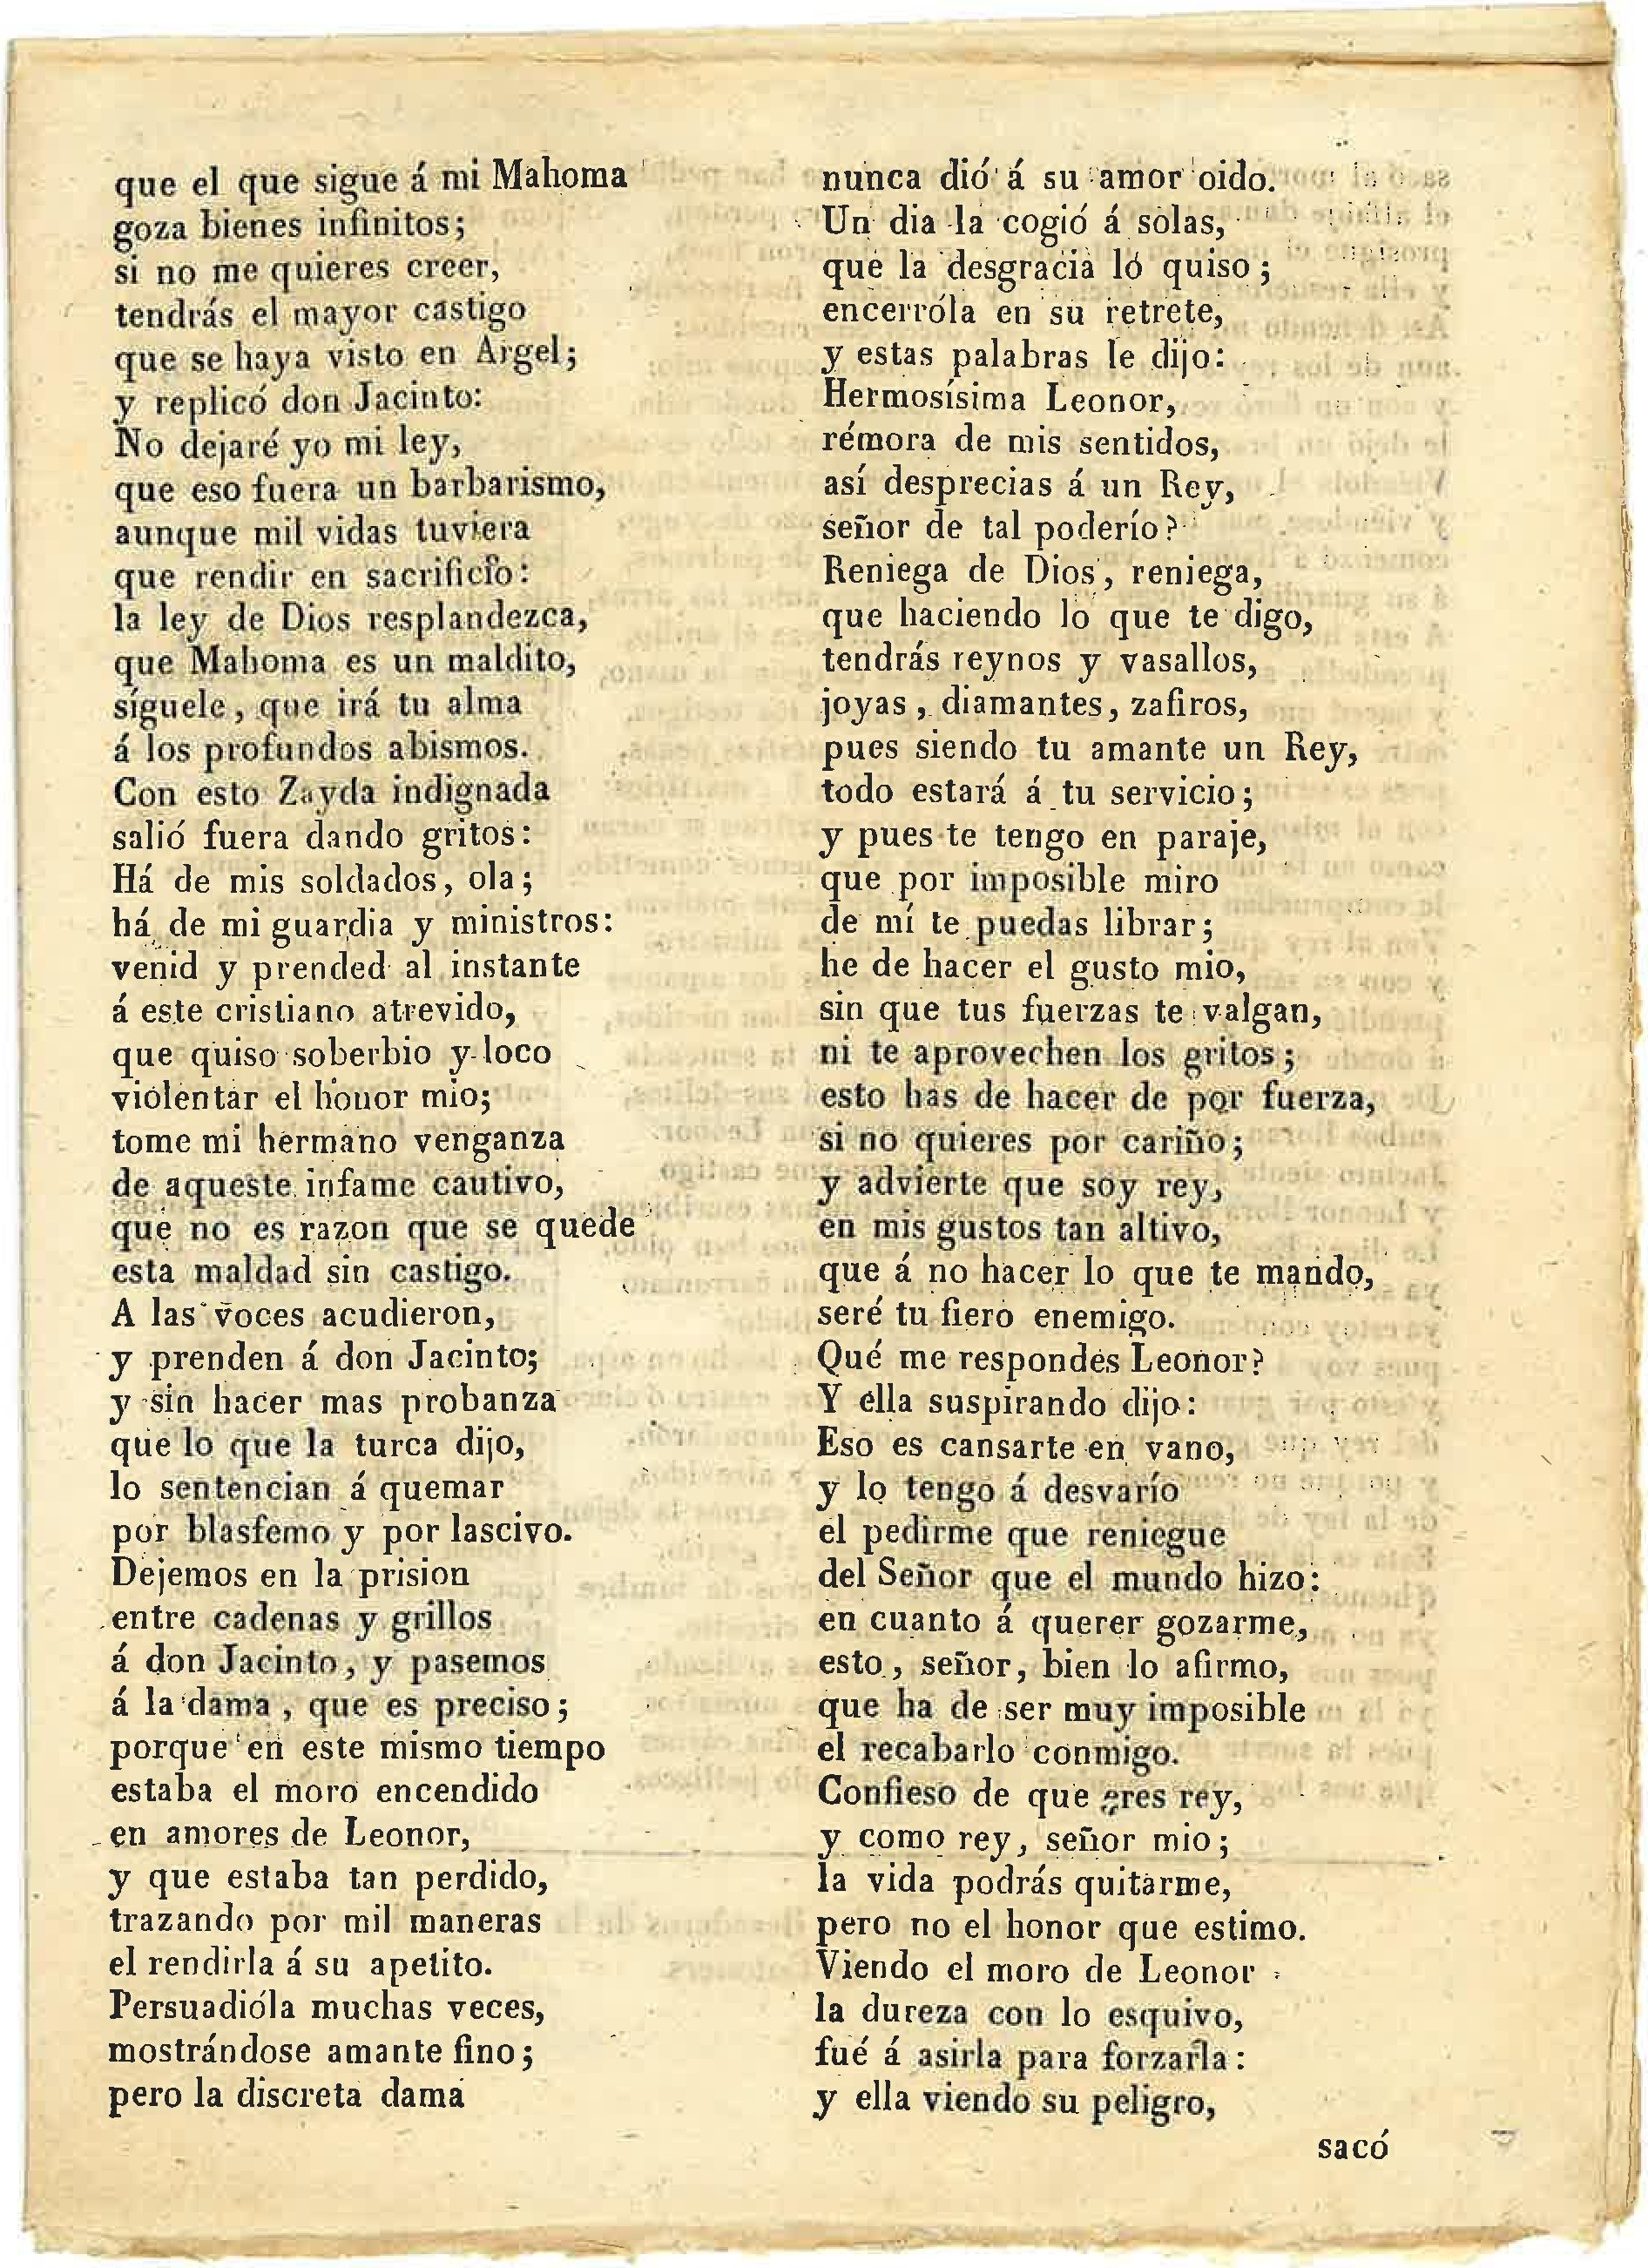 que el que sigue á mi Mahoma
goza bienes infinitos;
si no me quieres creer,
tendrás el mayor castigo
que se haya visto en Argel;
y replicó don Jacinto:
No dejaré yo mi ley,
que eso fuera un barbarismo,
aunque mil vidas tuviera
que rendir en sacrificio:
la ley de Dios resplandezca,
que Mahoma es un maldito,
síguele, que irá tu alma
á los profundos abismos.
Con esto Zayda indignada
salió fuera dando gritos:
Há de mis soldados, ola;
há de mi guardia y ministros:
venid y prended al instante
á este cristiano atrevido,
que quiso soberbio y loco
violentar el honor mio;
tome mi hermano venganza
de aqueste infame cautivo,
que no es razon que se quede
esta maldad sin castigo.
A las voces acudieron,
y prenden á don Jacinto;
y sin hacer mas probanza
que lo que la turca dijo,
lo sentencian á quemar
por blasfemo y por lascivo.
Dejemos en la prision
entre cadenas y grillos
á don Jacinto, y pasemos
á la dama, que es preciso;
porque en este mismo tiempo
estaba el moro encendido
en amores de Leonor,
y que estaba tan perdido,
trazando por mil maneras
el rendirla á su apetito.
Persuadióla muchas veces,
mostrándose amante fino;
pero la discreta dama
nunca dió á su amor oido.
Un dia la cogió á solas,
que la desgracia lo quiso;
encerróla en su retrete,
y estas palabras le dijo:
Hermosísima Leonor,
rémora de mis sentidos,
así desprecias á un Rey,
señor de tal poderío?
Reniega de Dios, reniega,
que haciendo lo que te digo,
tendrás reynos y vasallos,
joyas, diamantes, zafiros,
pues siendo tu amante un Rey,
todo estará á tu servicio;
y pues te tengo en paraje,
que por imposible miro
de mí te puedas librar;
he de hacer el gusto mio,
sin que tus fuerzas te valgan,
ni te aprovechen los gritos;
esto has de hacer de por fuerza,
si no quieres por cariño;
y advierte que soy rey,
en mis gustos tan altivo,
que á no hacer lo que te mando,
seré tu fiero enemigo.
Qué me respondes Leonor?
Y ella suspirando dijo:
Eso es cansarte en vano,
y lo tengo á desvarío
el pedirme que reniegue
del Señor que el mundo hizo:
en cuanto á querer gozarme,
esto, señor, bien lo afirmo,
que ha de ser muy imposible
el recabarlo conmigo.
Confieso de que eres rey,
y como rey, señor mio;
la vida podrás quitarme,
pero no el honor que estimo.
Viendo el moro de Leonor
la dureza con lo esquivo,
fué á asirla para forzarla:
y ella viendo su peligro,
sacó